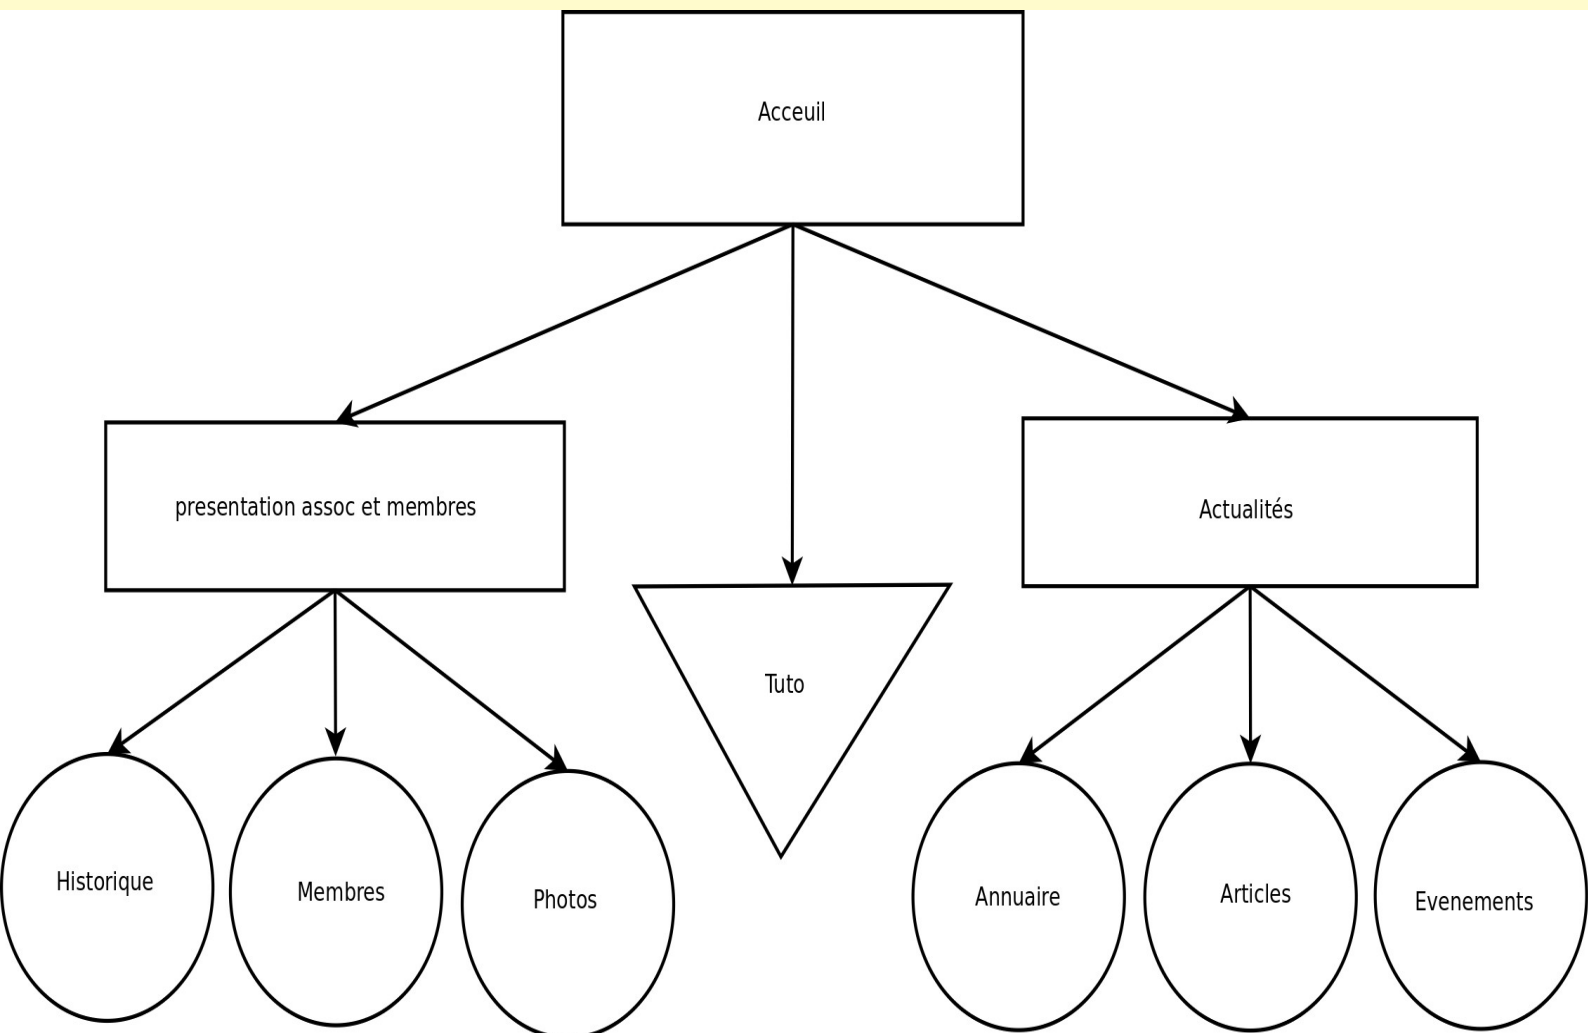 Acceuil
presentation assoc et membres
Actualités
Tuto
Historique
Membres
Photos
Annuaire
Articles
Evenements